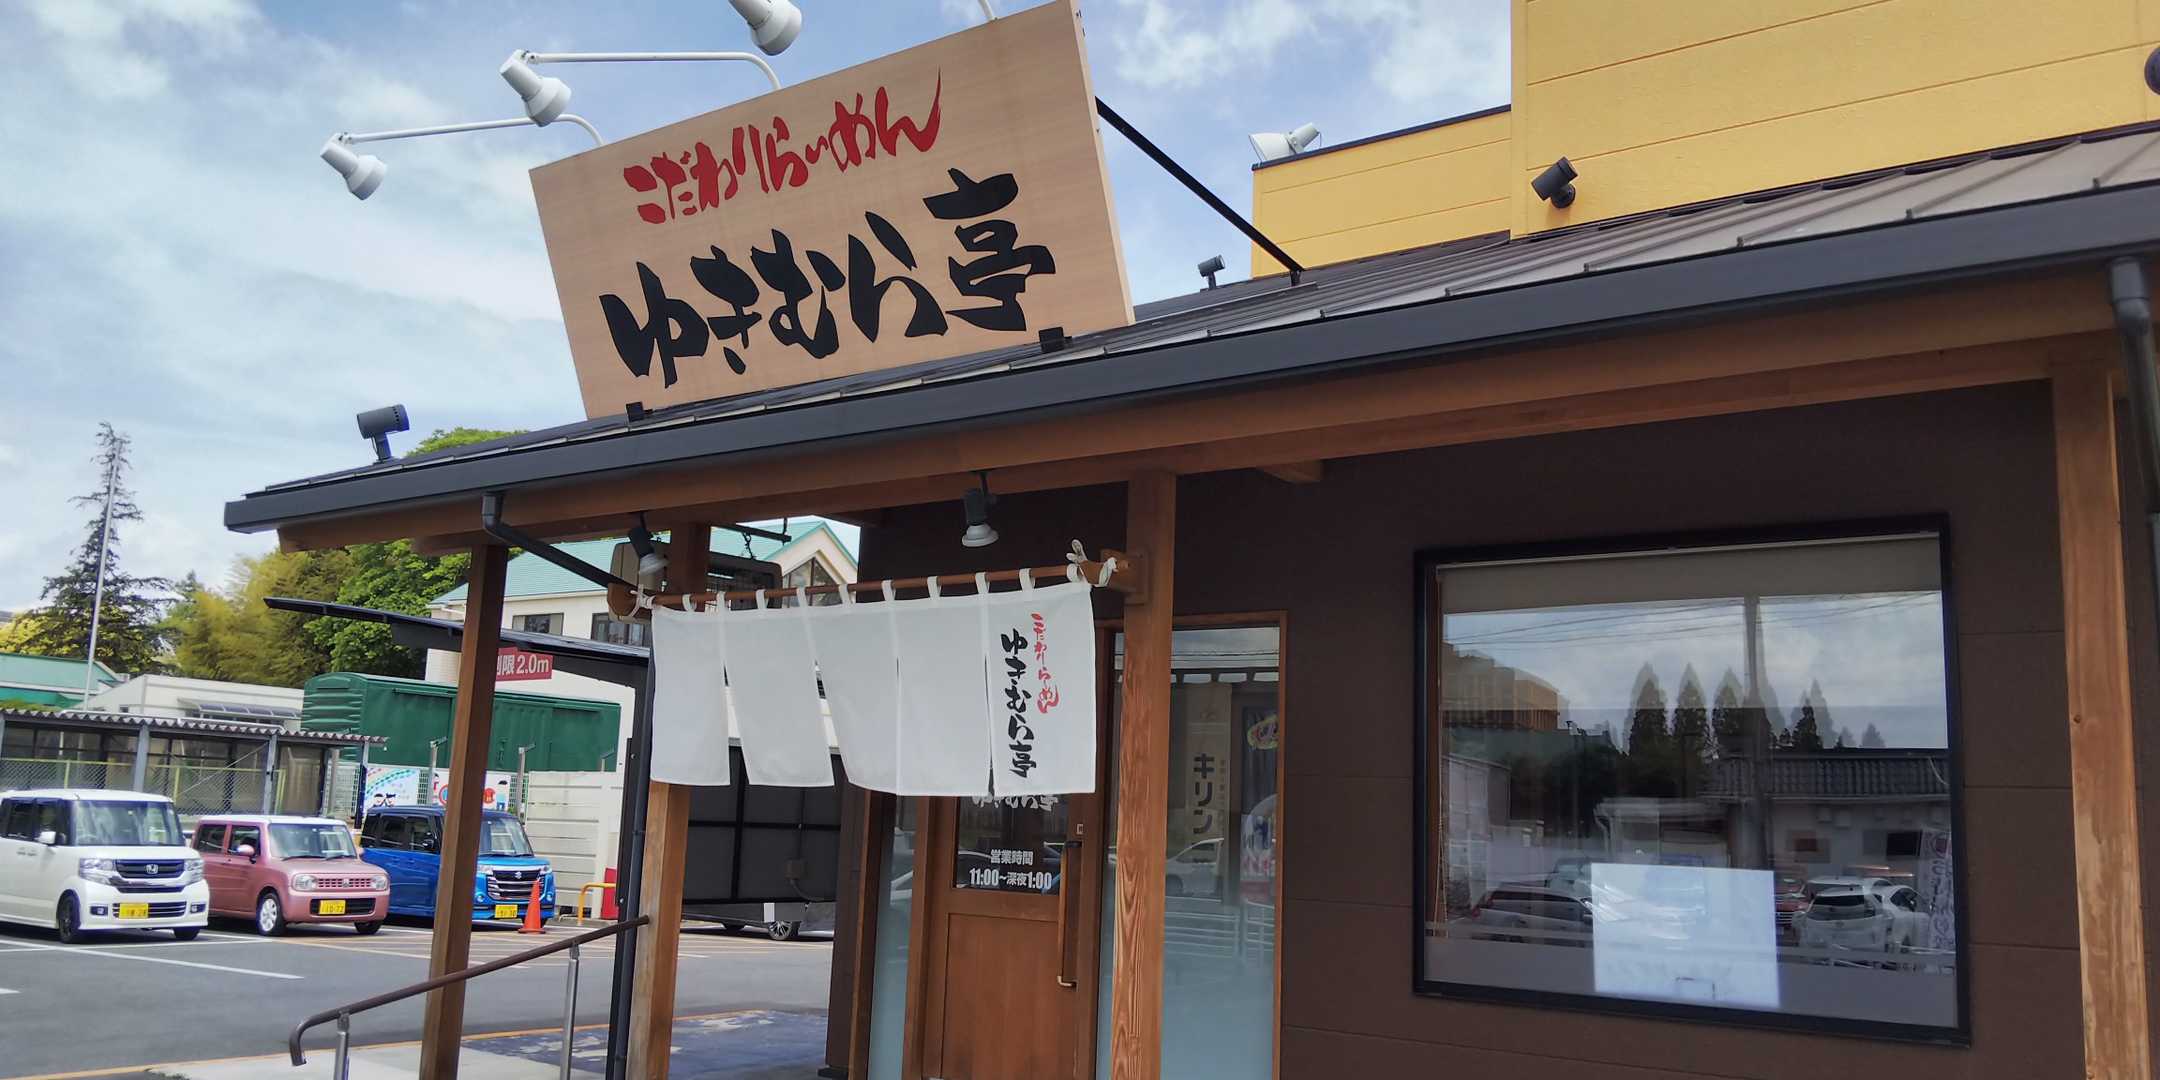 こだわりらーめん
ゆきむら亭
制限2.0m
こだわりらーめん
ゆきむら亭
ゆきむら亭
営業時間
11:00~深夜1:00
キリン